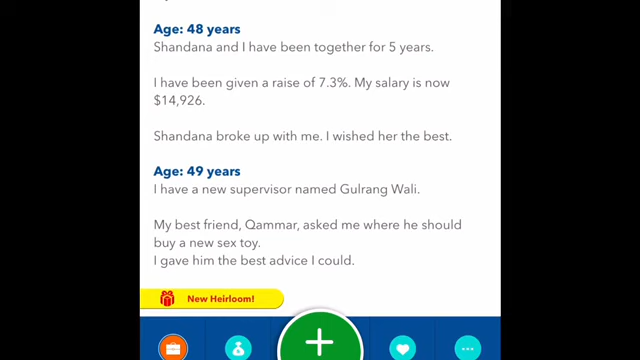 Age: 48 years
Shandana and I have been together for 5 years.
I have been given a raise of 7.3%. My salary is now
$14,926.
Shandana broke up with me. I wished her the best.
Age: 49 years
I have a new supervisor named Gulrang Wali.
My best friend, Qammar, asked me where he should
buy a new sex toy.
I gave him the best advice I could.
New Heirloom!